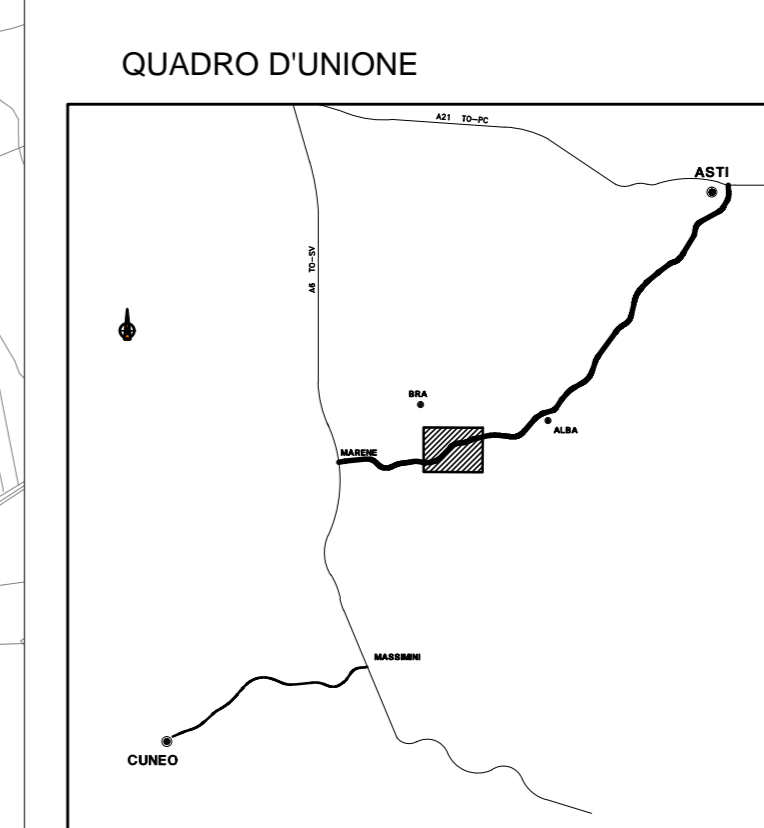 QUADRO D'UNIONE
A21 TO-PC
ASTI
A6 TO-SV
BRA
ALBA
MARENE
MASSIMINI
CUNEO